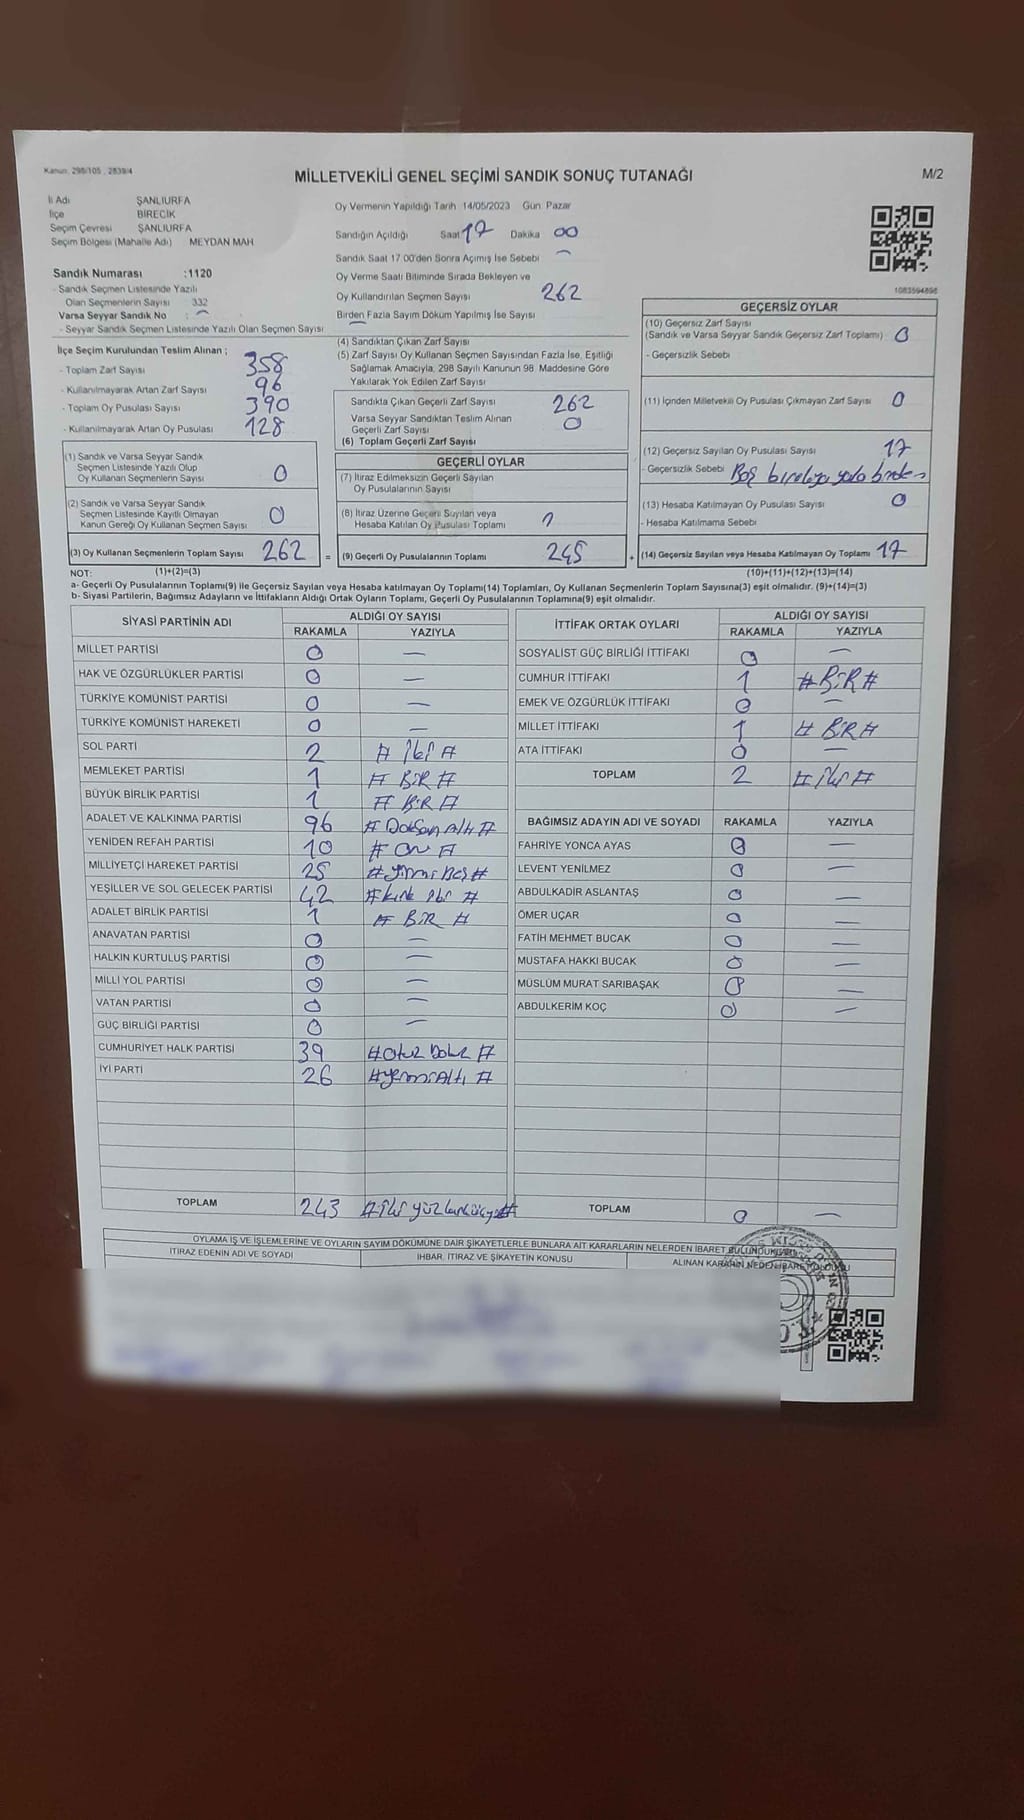 Kanun: 298/105 , 2839/4
MİLLETVEKİLİ GENEL SEÇİMİ SANDIK SONUÇ TUTANAĞI
M/2
İl Adı ŞANLIURFA
İlçe BİRECİK
Seçim Çevresi ŞANLIURFA
Seçim Bölgesi (Mahalle Adı) MEYDAN MAH
Sandık Numarası :1120
- Sandık Seçmen Listesinde Yazılı
Olan Seçmenlerin Sayısı 332
Varsa Seyyar Sandık No :
- Seyyar Sandık Seçmen Listesinde Yazılı Olan Seçmen Sayısı
Oy Vermenin Yapıldığı Tarih 14/05/2023 Gün: Pazar
Sandığın Açıldığı Saat 17 Dakika 00
Sandık Saat 17:00'den Sonra Açımış İse Sebebi
Oy Verme Saati Bitiminde Sırada Bekleyen ve
Oy Kullandırılan Seçmen Sayısı 262
Birden Fazla Sayım Döküm Yapılmış İse Sayısı
1083594898
İlçe Seçim Kurulundan Teslim Alınan ;
- Toplam Zarf Sayısı 358
- Kullanılmayarak Artan Zarf Sayısı 96
- Toplam Oy Pusulası Sayısı 390
- Kullanılmayarak Artan Oy Pusulası 128
(4) Sandıktan Çıkan Zarf Sayısı
(5) Zarf Sayısı Oy Kullanan Seçmen Sayısından Fazla İse, Eşitliği
Sağlamak Amacıyla, 298 Sayılı Kanunun 98 Maddesine Göre
Yakılarak Yok Edilen Zarf Sayısı
Sandıkta Çıkan Geçerli Zarf Sayısı 262
Varsa Seyyar Sandıktan Teslim Alınan
Geçerli Zarf Sayısı 0
(6) Toplam Geçerli Zarf Sayısı
GEÇERSİZ OYLAR
(10) Geçersiz Zarf Sayısı
(Sandık ve Varsa Seyyar Sandık Geçersiz Zarf Toplamı) 0
- Geçersizlik Sebebi
(11) İçinden Milletvekili Oy Pusulası Çıkmayan Zarf Sayısı 0
(12) Geçersiz Sayılan Oy Pusulası Sayısı 17
- Geçersizlik Sebebi Boş
(13) Hesaba Katılmayan Oy Pusulası Sayısı 0
- Hesaba Katılmama Sebebi
(1) Sandık ve Varsa Seyyar Sandık
Seçmen Listesinde Yazılı Olup
Oy Kullanan Seçmenlerin Sayısı 0
(2) Sandık ve Varsa Seyyar Sandık
Seçmen Listesinde Kayıtlı Olmayan
Kanun Gereği Oy Kullanan Seçmen Sayısı 0
GEÇERLİ OYLAR
(7) İtiraz Edilmeksizin Geçerli Sayılan
Oy Pusulalarının Sayısı
(8) İtiraz Üzerine Geçerli Sayılan veya
Hesaba Katılan Oy Pusulası Toplamı
(3) Oy Kullanan Seçmenlerin Toplam Sayısı 262 = (9) Geçerli Oy Pusulalarının Toplamı 245 + (14) Geçersiz Sayılan veya Hesaba Katılmayan Oy Toplamı 17
NOT: (1)+(2)=(3) (10)+(11)+(12)+(13)=(14)
a- Geçerli Oy Pusulalarının Toplamı(9) ile Geçersiz Sayılan veya Hesaba katılmayan Oy Toplamı(14) Toplamları, Oy Kullanan Seçmenlerin Toplam Sayısına(3) eşit olmalıdır. (9)+(14)=(3)
b- Siyasi Partilerin, Bağımsız Adayların ve İttifakların Aldığı Ortak Oyların Toplamı, Geçerli Oy Pusulalarının Toplamına(9) eşit olmalıdır.
SİYASİ PARTİNİN ADI ALDIĞI OY SAYISI
RAKAMLA YAZIYLA
MİLLET PARTİSİ 0 —
HAK VE ÖZGÜRLÜKLER PARTİSİ 0 —
TÜRKİYE KOMÜNİST PARTİSİ 0 —
TÜRKİYE KOMÜNİST HAREKETİ 0 —
SOL PARTİ 2 # İki #
MEMLEKET PARTİSİ 1 # BİR #
BÜYÜK BİRLİK PARTİSİ 1 # BİR #
ADALET VE KALKINMA PARTİSİ 96 # Doksan Altı #
YENİDEN REFAH PARTİSİ 10 # ON #
MİLLİYETÇİ HAREKET PARTİSİ 25 # Yirmi Beş #
YEŞİLLER VE SOL GELECEK PARTİSİ 42 # Kırk İki #
ADALET BİRLİK PARTİSİ 1 # BİR #
ANAVATAN PARTİSİ 0 —
HALKIN KURTULUŞ PARTİSİ 0 —
MİLLİ YOL PARTİSİ 0 —
VATAN PARTİSİ 0 —
GÜÇ BİRLİĞİ PARTİSİ 0 —
CUMHURİYET HALK PARTİSİ 39 # Otuz Dokuz #
İYİ PARTİ 26 # Yirmi Altı #
TOPLAM 243
İTTİFAK ORTAK OYLARI ALDIĞI OY SAYISI
RAKAMLA YAZIYLA
SOSYALİST GÜÇ BİRLİĞİ İTTİFAKI 0 —
CUMHUR İTTİFAKI 1 # BİR #
EMEK VE ÖZGÜRLÜK İTTİFAKI 0 —
MİLLET İTTİFAKI 1 # BİR #
ATA İTTİFAKI 0 —
TOPLAM 2 # iki #
BAĞIMSIZ ADAYIN ADI VE SOYADI RAKAMLA YAZIYLA
FAHRİYE YONCA AYAS 0 —
LEVENT YENİLMEZ 0 —
ABDULKADİR ASLANTAŞ 0 —
ÖMER UÇAR 0 —
FATİH MEHMET BUCAK 0 —
MUSTAFA HAKKI BUCAK 0 —
MÜSLÜM MURAT SARIBAŞAK 0 —
ABDULKERİM KOÇ 0 —
TOPLAM 0 —
OYLAMA İŞ VE İŞLEMLERİNE VE OYLARIN SAYIM DÖKÜMÜNE DAİR ŞİKAYETLERLE BUNLARA AİT KARARLARIN NELERDEN İBARET BULUNDUĞU
İTİRAZ EDENİN ADI VE SOYADI İHBAR, İTİRAZ VE ŞİKAYETİN KONUSU ALINAN KARARIN NEDEN İBARET OLDUĞU